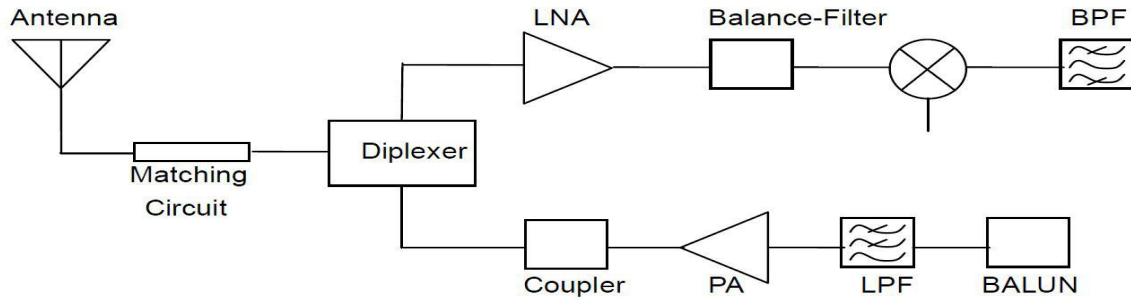 Antenna
LNA
Balance-Filter
BPF
Diplexer
Matching
Circuit
Coupler
PA
LPF
BALUN